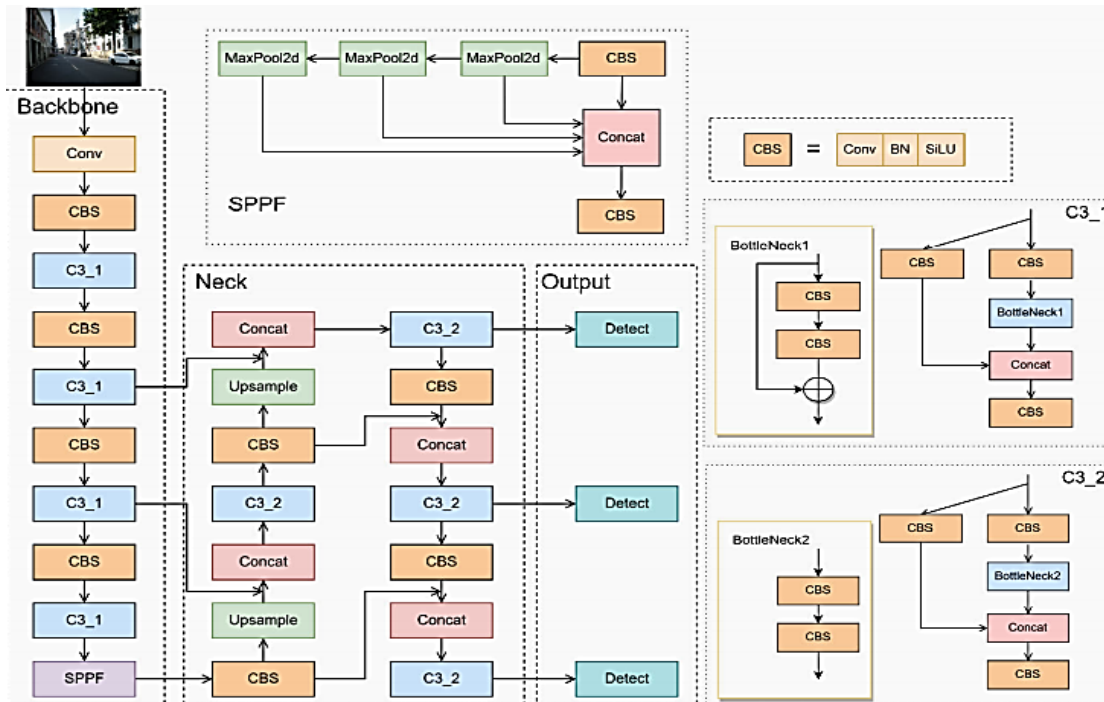 Backbone
Conv
CBS
C3_1
CBS
C3_1
CBS
C3_1
CBS
C3_1
SPPF
MaxPool2d
MaxPool2d
MaxPool2d
CBS
Concat
CBS
SPPF
Neck
Concat
Upsample
CBS
C3_2
Concat
Upsample
CBS
C3_2
CBS
Concat
C3_2
CBS
Concat
C3_2
Output
Detect
Detect
Detect
CBS = Conv BN SiLU
C3_1
BottleNeck1
CBS
CBS
CBS
CBS
BottleNeck1
Concat
CBS
C3_2
BottleNeck2
CBS
CBS
CBS
CBS
BottleNeck2
Concat
CBS